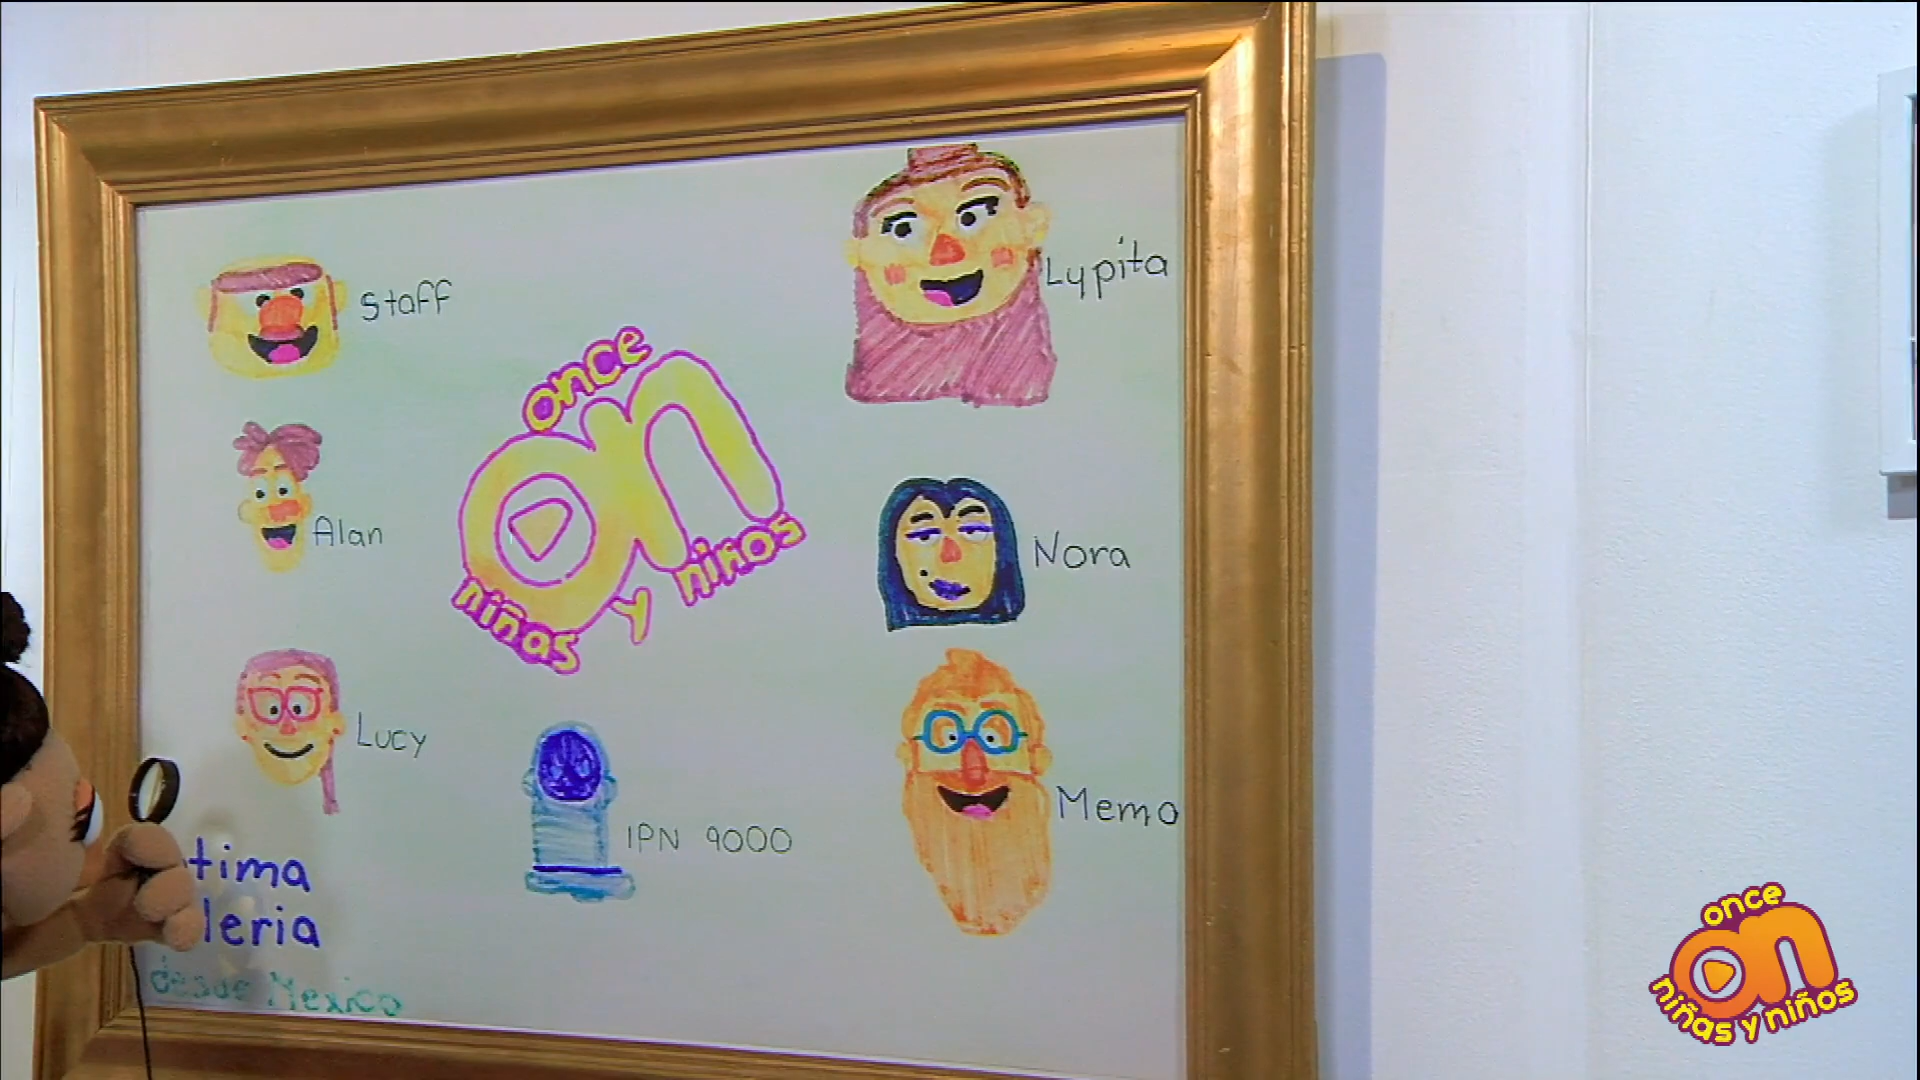 Staff
Lypita
once
on
niñas y niños
Alan
Nora
Lucy
IPN 9000
Memo
tima
leria
desde Mexico
once
on
niñas y niños